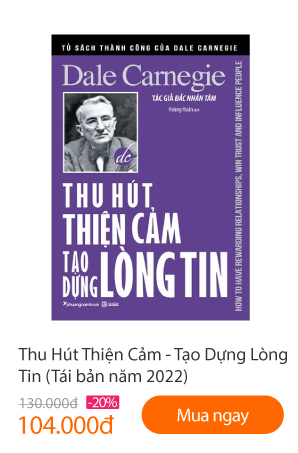 TỦ SÁCH THÀNH CÔNG CỦA DALE CARNEGIE
Dale Carnegie
TÁC GIẢ ĐẮC NHÂN TÂM
dc
THU HÚT
THIỆN CẢM
TẠO
DỰNG
LÒNG TIN
HOW TO HAVE REWARDING RELATIONSHIPS, WIN TRUST AND INFLUENCE PEOPLE
phuongnambook
Thu Hút Thiện Cảm - Tạo Dựng Lòng
Tin (Tái bản năm 2022)
130.000đ -20%
104.000đ
Mua ngay